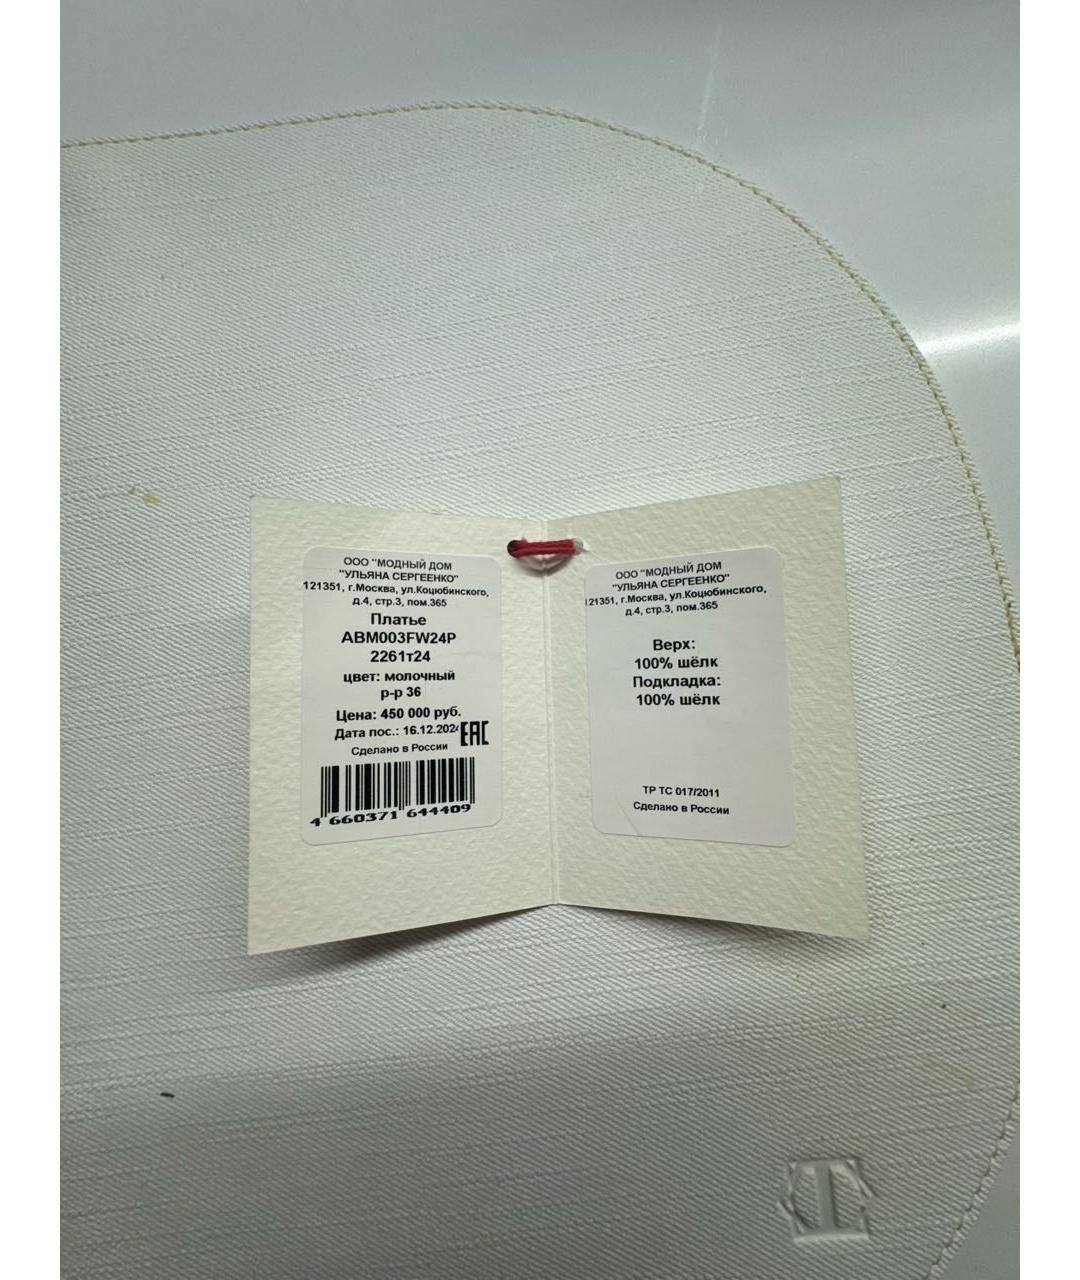 ООО "МОДНЫЙ ДОМ
"УЛЬЯНА СЕРГЕЕНКО"
121351, г.Москва, ул.Коцюбинского,
д.4, стр.3, пом.365
Платье
ABM003FW24P
2261т24
цвет: молочный
р-р 36
Цена: 450 000 руб.
Дата пос.: 16.12.2024
EAC
Сделано в России
4 660371 644409
ООО "МОДНЫЙ ДОМ
"УЛЬЯНА СЕРГЕЕНКО"
121351, г.Москва, ул.Коцюбинского,
д.4, стр.3, пом.365
Верх:
100% шёлк
Подкладка:
100% шёлк
ТР ТС 017/2011
Сделано в России